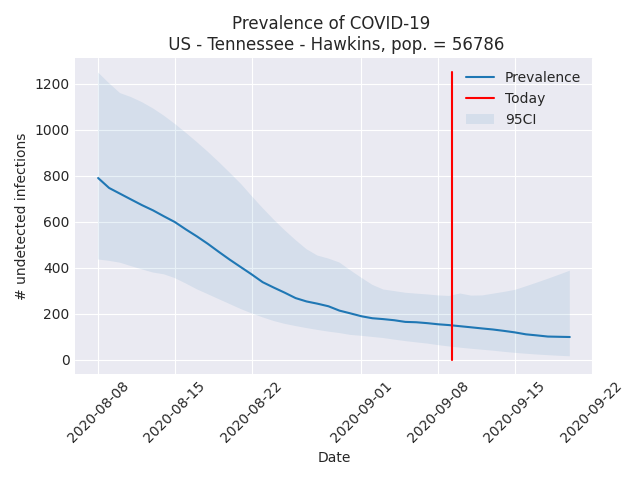 Prevalence of COVID-19
US - Tennessee - Hawkins, pop. = 56786
Prevalence
Today
95CI
# undetected infections
1200
1000
800
600
400
200
0
2020-08-08
2020-08-15
2020-08-22
2020-09-01
2020-09-08
2020-09-15
2020-09-22
Date